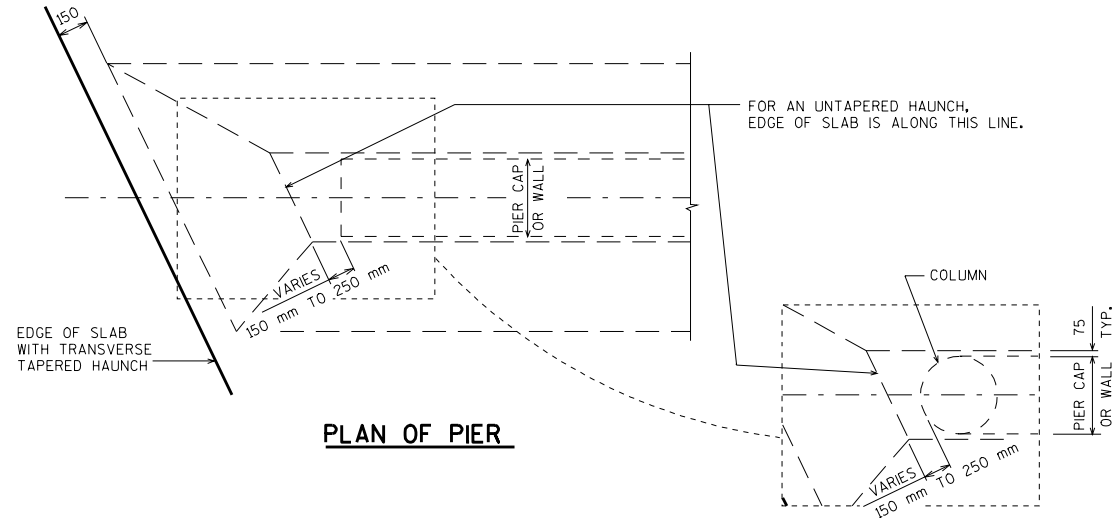 150
FOR AN UNTAPERED HAUNCH,
EDGE OF SLAB IS ALONG THIS LINE.
PIER CAP
OR WALL
VARIES
150 mm TO 250 mm
EDGE OF SLAB
WITH TRANSVERSE
TAPERED HAUNCH
PLAN OF PIER
COLUMN
75 TYP.
PIER CAP
OR WALL
VARIES
150 mm TO 250 mm